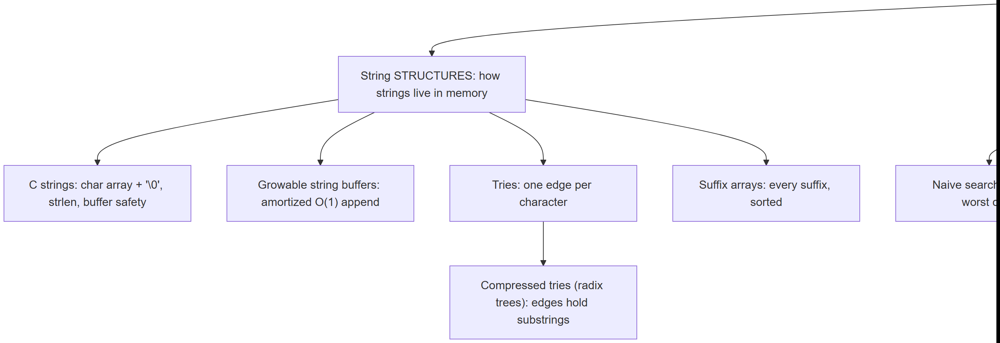 String STRUCTURES: how
strings live in memory
C strings: char array + '\0',
strlen, buffer safety
Growable string buffers:
amortized O(1) append
Tries: one edge per
character
Suffix arrays: every suffix,
sorted
Naive search
worst
Compressed tries (radix
trees): edges hold
substrings